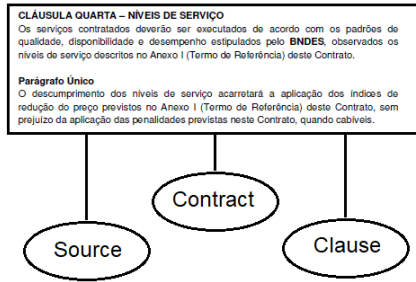 CLÁUSULA QUARTA – NÍVEIS DE SERVIÇO
Os serviços contratados deverão ser executados de acordo com os padrões de
qualidade, disponibilidade e desempenho estipulados pelo BNDES, observados os
níveis de serviço descritos no Anexo I (Termo de Referência) deste Contrato.
Parágrafo Único
O descumprimento dos níveis de serviço acarretará a aplicação dos índices de
redução do preço previstos no Anexo I (Termo de Referência) deste Contrato, sem
prejuízo da aplicação das penalidades previstas neste Contrato, quando cabíveis.
Contract
Source
Clause